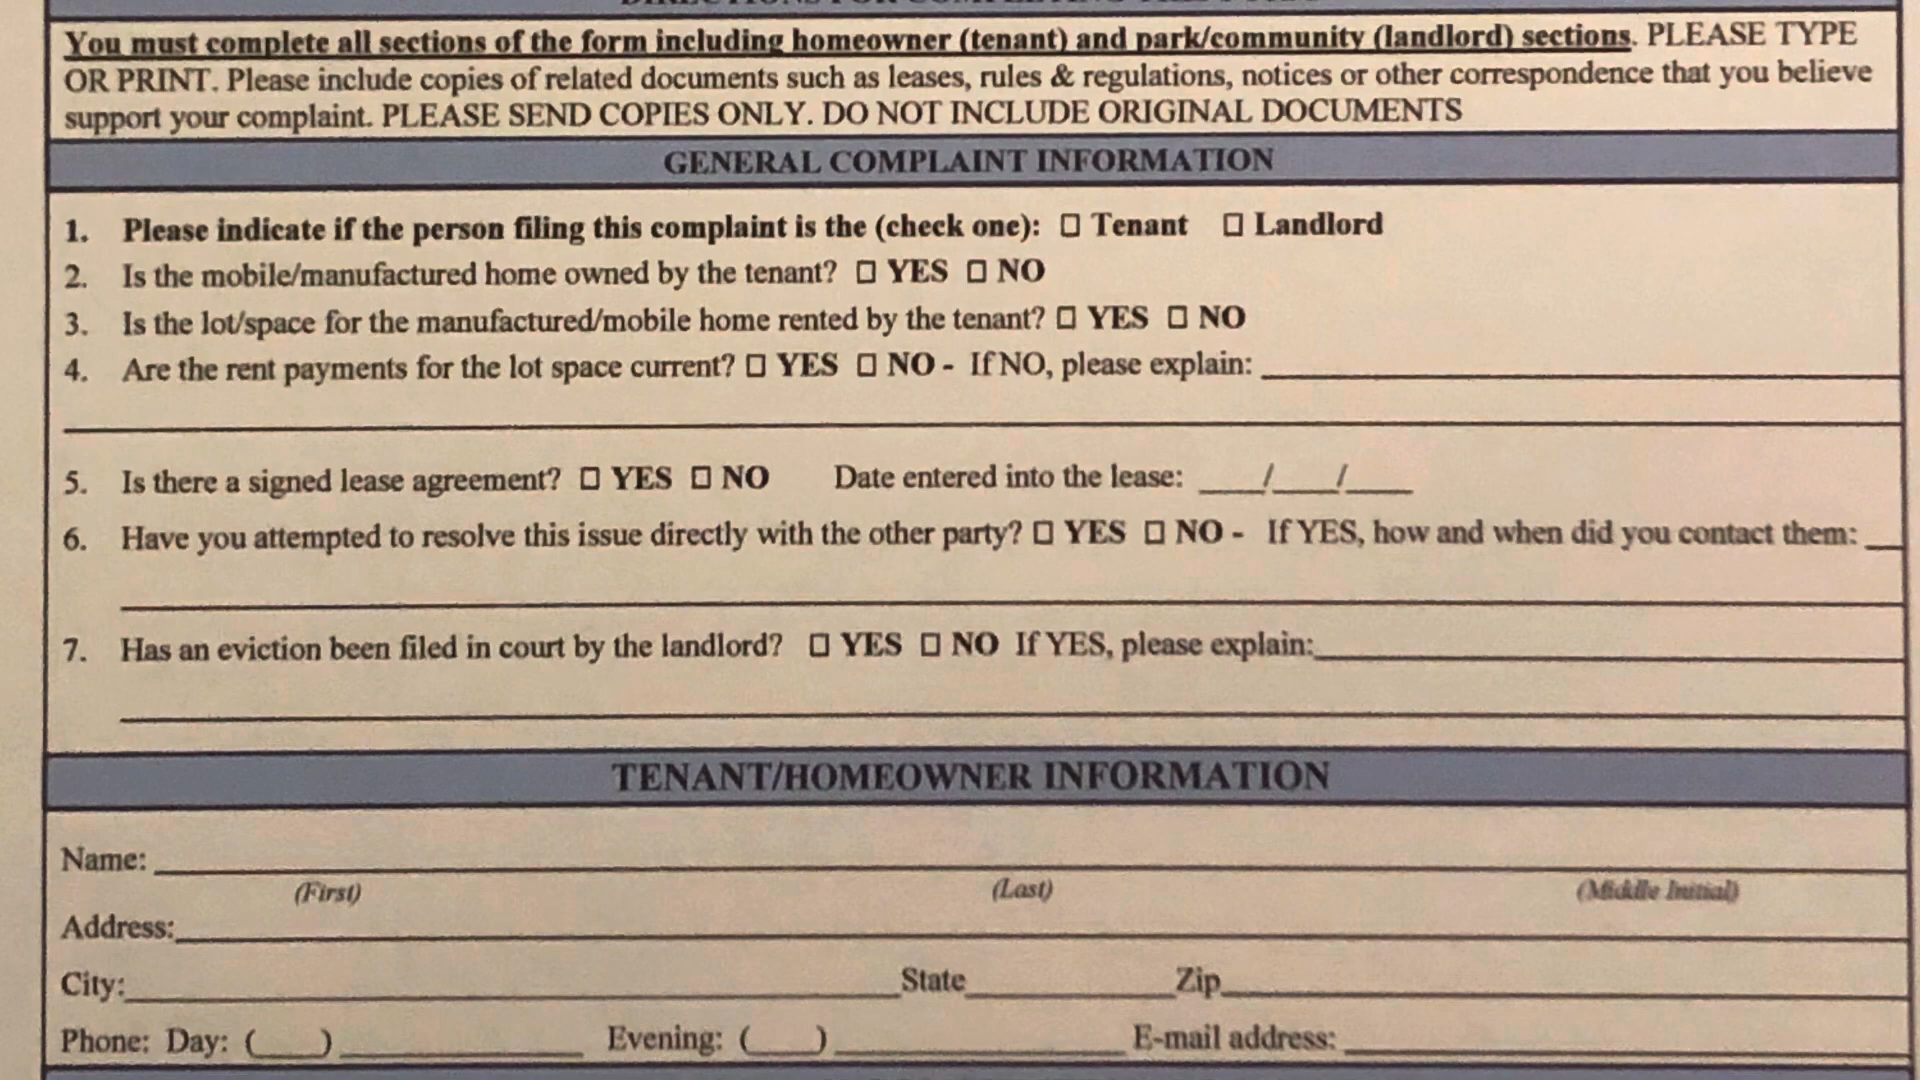 DIRECTIONS FOR COMPLETING THIS FORM
You must complete all sections of the form including homeowner (tenant) and park/community (landlord) sections. PLEASE TYPE
OR PRINT. Please include copies of related documents such as leases, rules & regulations, notices or other correspondence that you believe
support your complaint. PLEASE SEND COPIES ONLY. DO NOT INCLUDE ORIGINAL DOCUMENTS
GENERAL COMPLAINT INFORMATION
1. Please indicate if the person filing this complaint is the (check one): ☐ Tenant ☐ Landlord
2. Is the mobile/manufactured home owned by the tenant? ☐ YES ☐ NO
3. Is the lot/space for the manufactured/mobile home rented by the tenant? ☐ YES ☐ NO
4. Are the rent payments for the lot space current? ☐ YES ☐ NO - If NO, please explain:
5. Is there a signed lease agreement? ☐ YES ☐ NO Date entered into the lease: ____/____/____
6. Have you attempted to resolve this issue directly with the other party? ☐ YES ☐ NO - If YES, how and when did you contact them:
7. Has an eviction been filed in court by the landlord? ☐ YES ☐ NO If YES, please explain:
TENANT/HOMEOWNER INFORMATION
Name:
(First) (Last) (Middle Initial)
Address:
City: State Zip
Phone: Day: ( ) Evening: ( ) E-mail address: